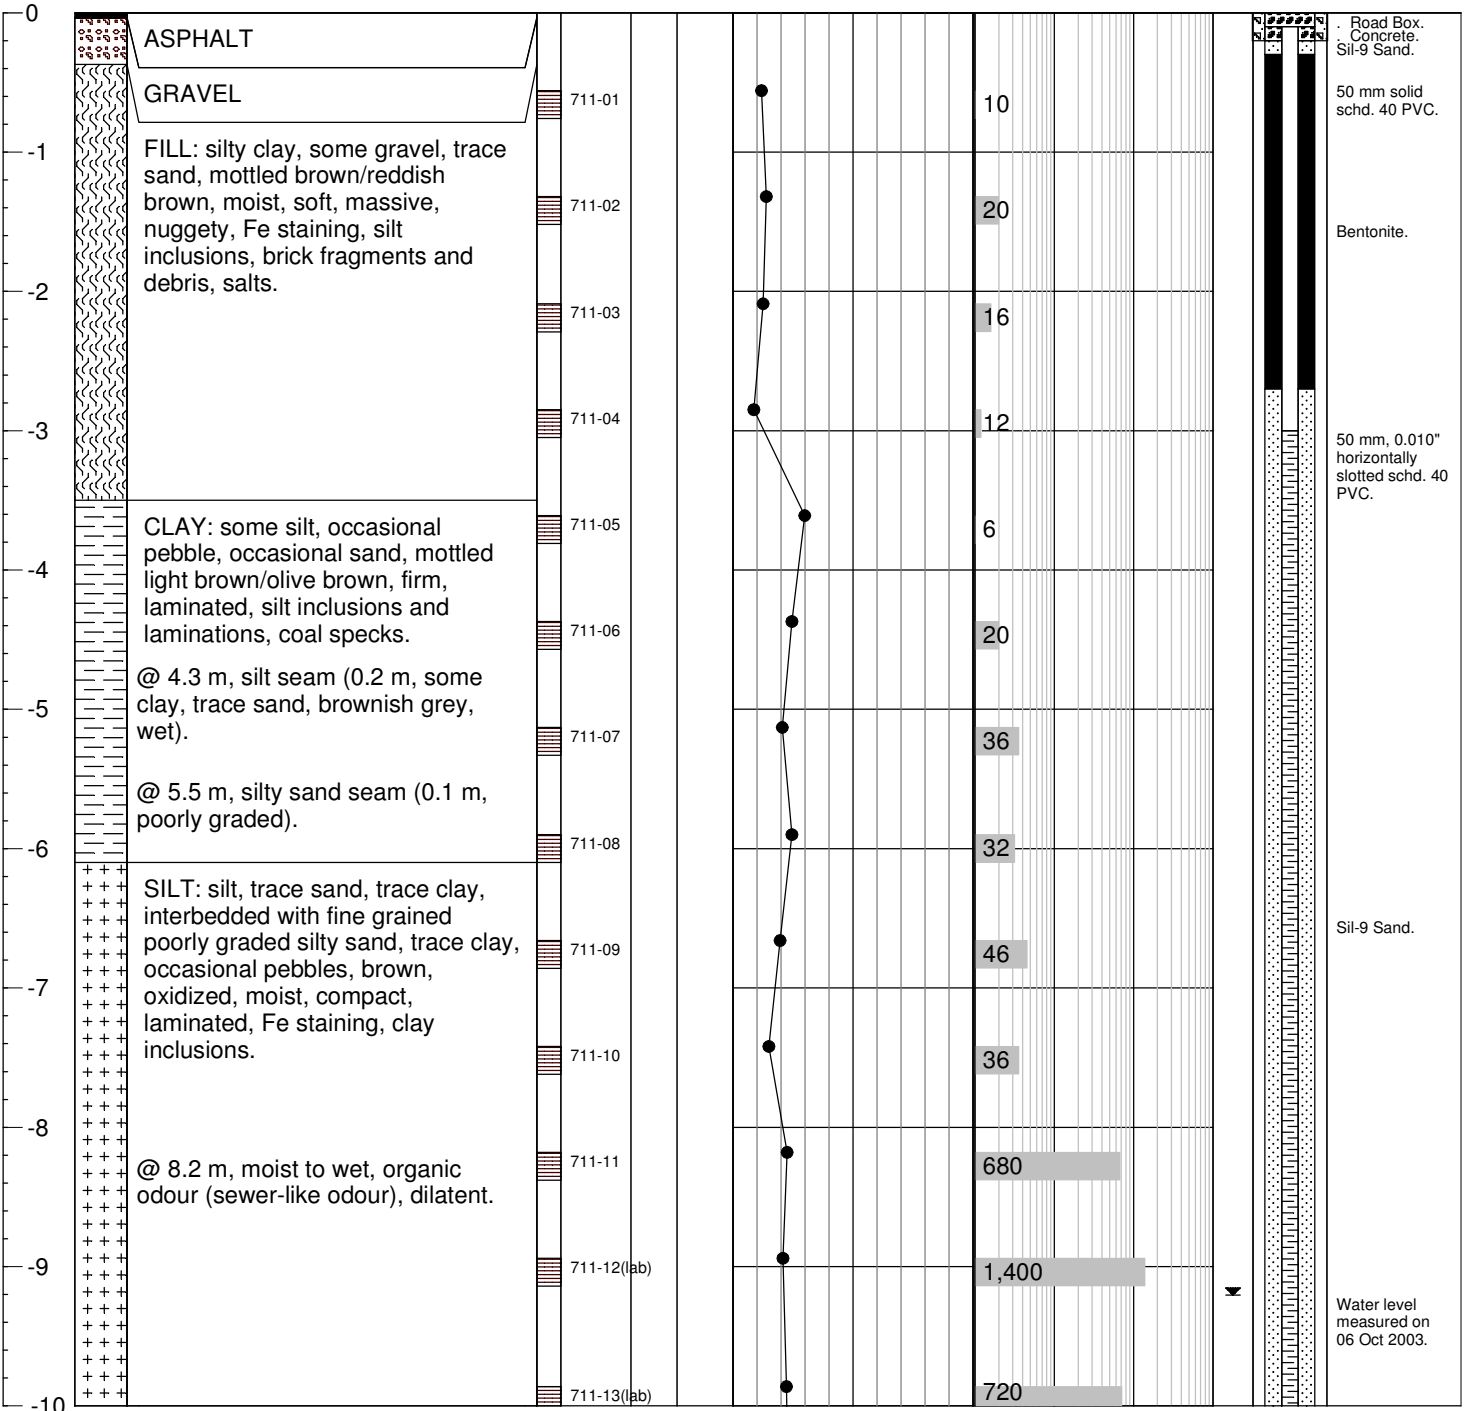 0
-1
-2
-3
-4
-5
-6
-7
-8
-9
-10
ASPHALT
GRAVEL
FILL: silty clay, some gravel, trace
sand, mottled brown/reddish
brown, moist, soft, massive,
nuggety, Fe staining, silt
inclusions, brick fragments and
debris, salts.
CLAY: some silt, occasional
pebble, occasional sand, mottled
light brown/olive brown, firm,
laminated, silt inclusions and
laminations, coal specks.
@ 4.3 m, silt seam (0.2 m, some
clay, trace sand, brownish grey,
wet).
@ 5.5 m, silty sand seam (0.1 m,
poorly graded).
SILT: silt, trace sand, trace clay,
interbedded with fine grained
poorly graded silty sand, trace clay,
occasional pebbles, brown,
oxidized, moist, compact,
laminated, Fe staining, clay
inclusions.
@ 8.2 m, moist to wet, organic
odour (sewer-like odour), dilatent.
711-01
711-02
711-03
711-04
711-05
711-06
711-07
711-08
711-09
711-10
711-11
711-12(lab)
711-13(lab)
10
20
16
12
6
20
36
32
46
36
680
1,400
720
. Road Box.
. Concrete.
Sil-9 Sand.
50 mm solid
schd. 40 PVC.
Bentonite.
50 mm, 0.010"
horizontally
slotted schd. 40
PVC.
Sil-9 Sand.
Water level
measured on
06 Oct 2003.